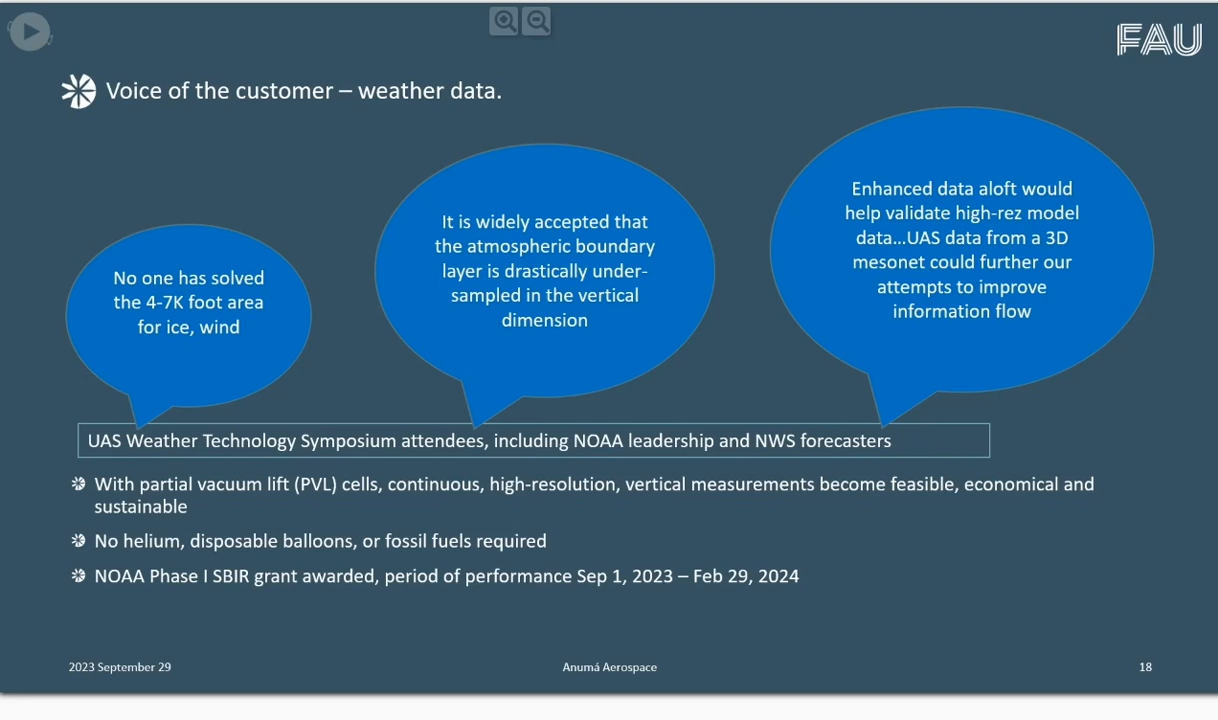 FAU
Voice of the customer – weather data.
No one has solved
the 4-7K foot area
for ice, wind
It is widely accepted that
the atmospheric boundary
layer is drastically under-
sampled in the vertical
dimension
Enhanced data aloft would
help validate high-rez model
data...UAS data from a 3D
mesonet could further our
attempts to improve
information flow
UAS Weather Technology Symposium attendees, including NOAA leadership and NWS forecasters
With partial vacuum lift (PVL) cells, continuous, high-resolution, vertical measurements become feasible, economical and
sustainable
No helium, disposable balloons, or fossil fuels required
NOAA Phase I SBIR grant awarded, period of performance Sep 1, 2023 – Feb 29, 2024
2023 September 29
Anumá Aerospace
18